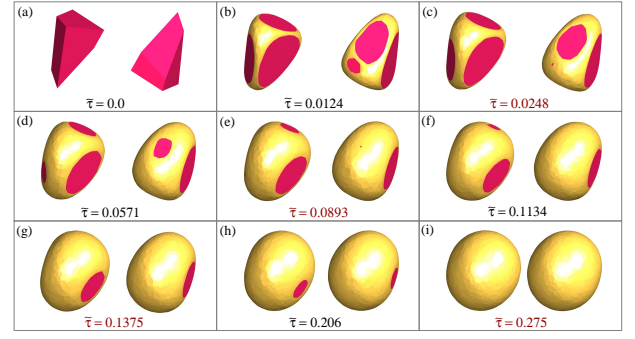 (a)
τ̃ = 0.0
(b)
τ̃ = 0.0124
(c)
τ̃ = 0.0248
(d)
τ̃ = 0.0571
(e)
τ̃ = 0.0893
(f)
τ̃ = 0.1134
(g)
τ̃ = 0.1375
(h)
τ̃ = 0.206
(i)
τ̃ = 0.275